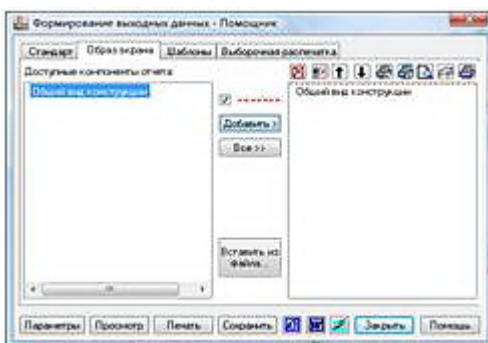 Формирование выходных данных - Помощник
Стандарт Образ экрана Шаблоны Выборочная распечатка
Доступные компоненты отчета
Общий вид конструкции
Общий вид конструкции
Добавить >
Все >>
Вставить из
файла...
Параметры Просмотр Печать Сохранить Закрыть Помощь